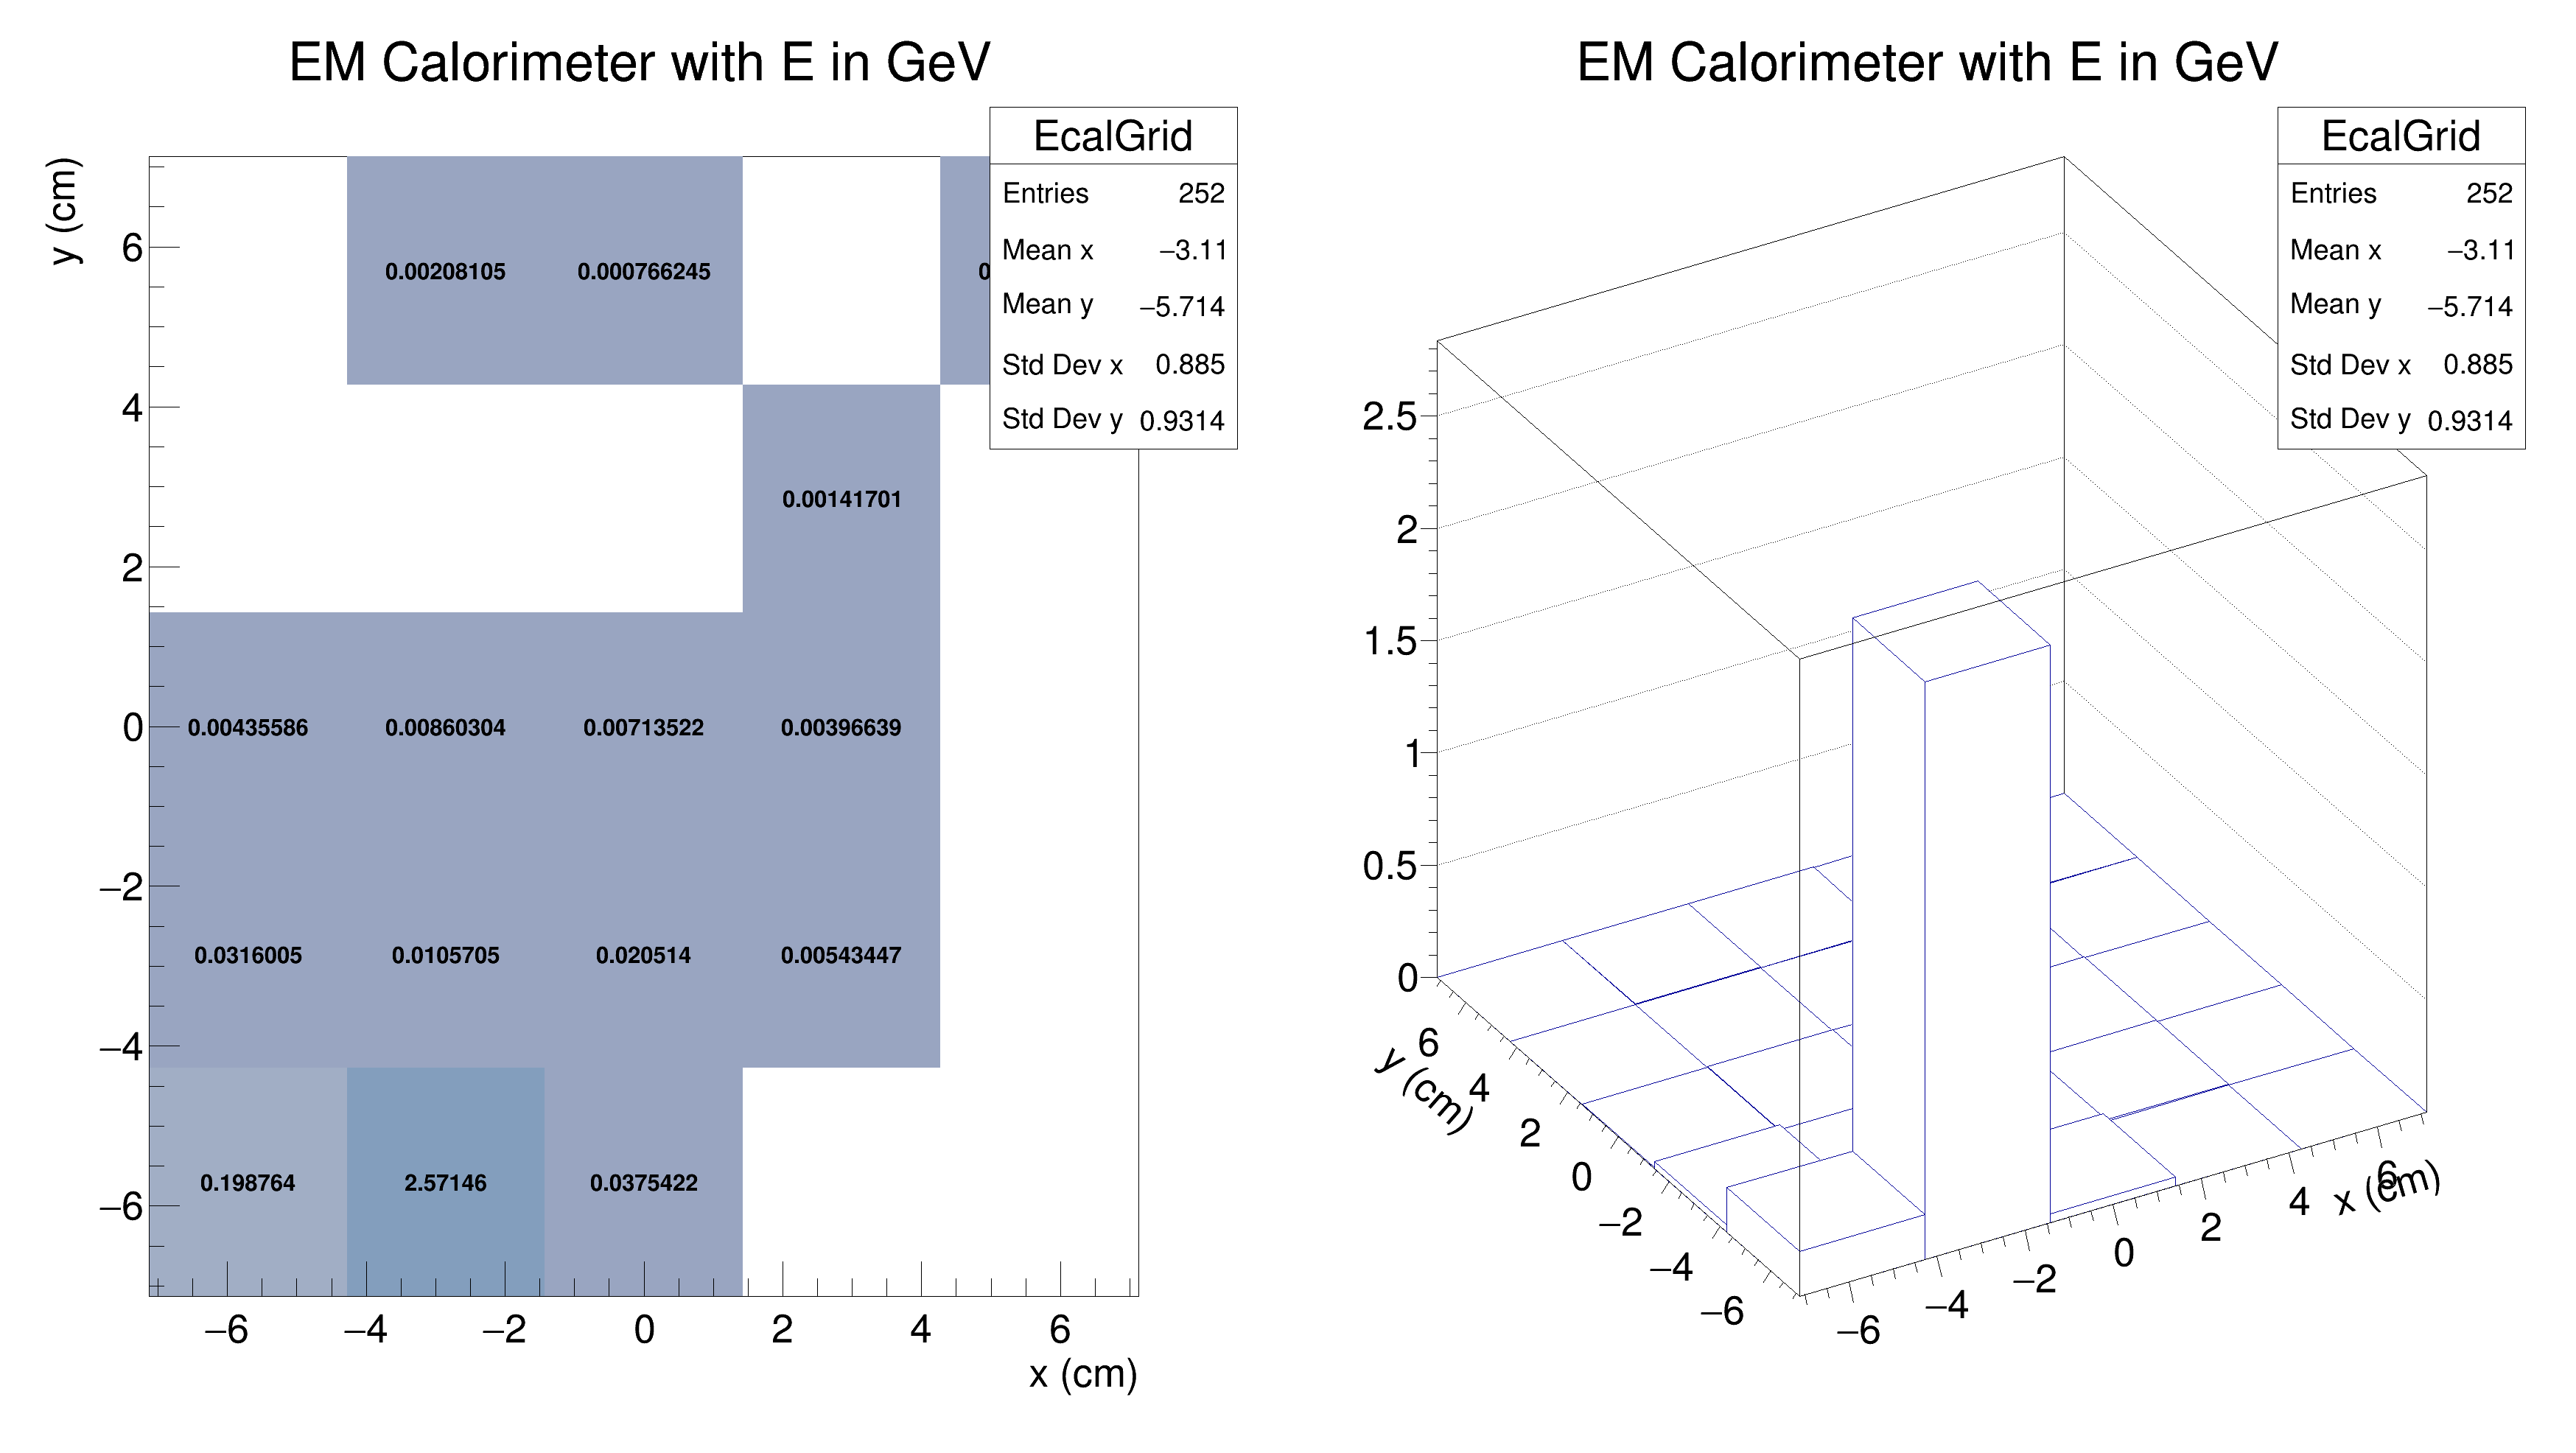 EM Calorimeter with E in GeV
EcalGrid
Entries 252
Mean x −3.11
Mean y −5.714
Std Dev x 0.885
Std Dev y 0.9314
y (cm)
6
4
2
0
−2
−4
−6
0.00208105 0.000766245
0.00141701
0.00435586 0.00860304 0.00713522 0.00396639
0.0316005 0.0105705 0.020514 0.00543447
0.198764 2.57146 0.0375422
−6 −4 −2 0 2 4 6
x (cm)
EM Calorimeter with E in GeV
EcalGrid
Entries 252
Mean x −3.11
Mean y −5.714
Std Dev x 0.885
Std Dev y 0.9314
2.5
2
1.5
1
0.5
0
y (cm)
6
4
2
0
−2
−4
−6
−6 −4 −2 0 2 4 6
x (cm)